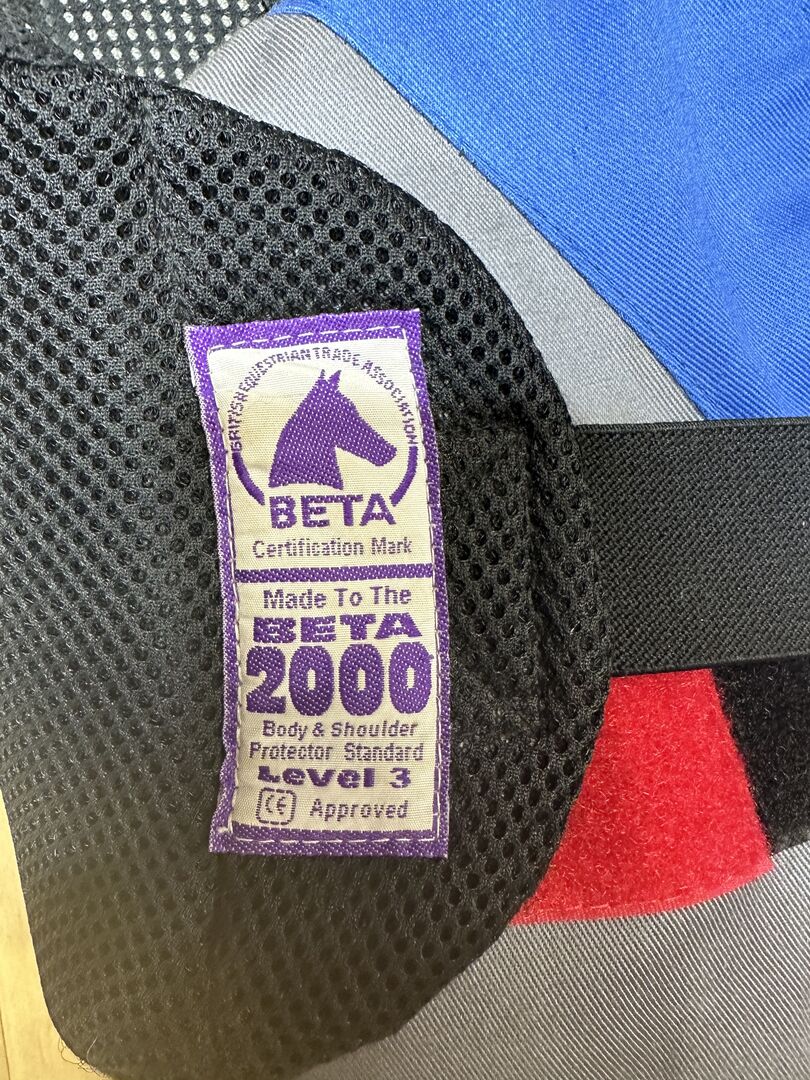 BRITISH EQUESTRIAN TRADE ASSOCIATION
BETA
Certification Mark
Made To The
BETA
2000
Body & Shoulder
Protector Standard
Level 3
CE Approved